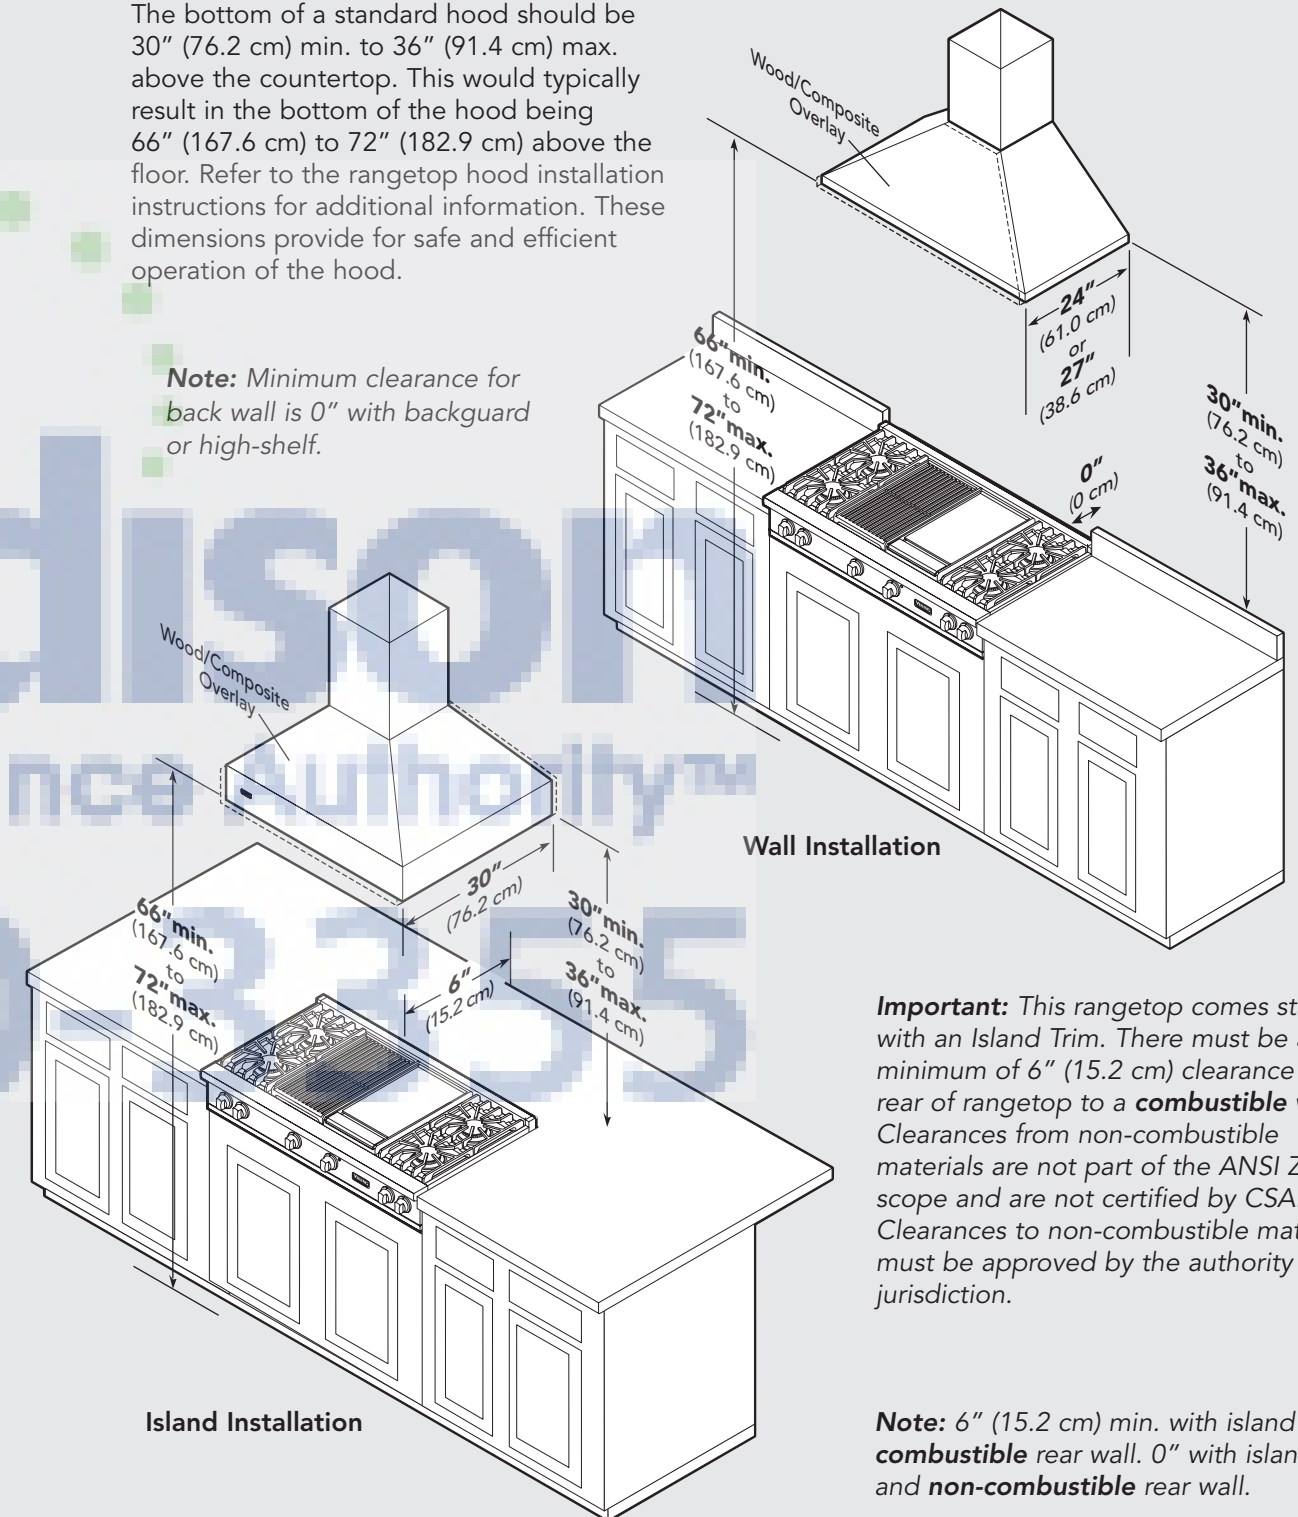 The bottom of a standard hood should be
30” (76.2 cm) min. to 36” (91.4 cm) max.
above the countertop. This would typically
result in the bottom of the hood being
66” (167.6 cm) to 72” (182.9 cm) above the
floor. Refer to the rangetop hood installation
instructions for additional information. These
dimensions provide for safe and efficient
operation of the hood.
Note: Minimum clearance for
back wall is 0” with backguard
or high-shelf.
Wood/Composite
Overlay
66” min.
(167.6 cm)
to
72” max.
(182.9 cm)
24”
(61.0 cm)
or
27”
(38.6 cm)
30” min.
(76.2 cm)
to
36” max.
(91.4 cm)
0”
(0 cm)
Wall Installation
Wood/Composite
Overlay
66” min.
(167.6 cm)
to
72” max.
(182.9 cm)
30”
(76.2 cm)
6”
(15.2 cm)
30” min.
(76.2 cm)
to
36” max.
(91.4 cm)
Island Installation
Important: This rangetop comes st
with an Island Trim. There must be a
minimum of 6” (15.2 cm) clearance
rear of rangetop to a combustible
Clearances from non-combustible
materials are not part of the ANSI Z
scope and are not certified by CSA.
Clearances to non-combustible mat
must be approved by the authority
jurisdiction.
Note: 6” (15.2 cm) min. with island
combustible rear wall. 0” with islan
and non-combustible rear wall.
dison
nce Authority™
-3355